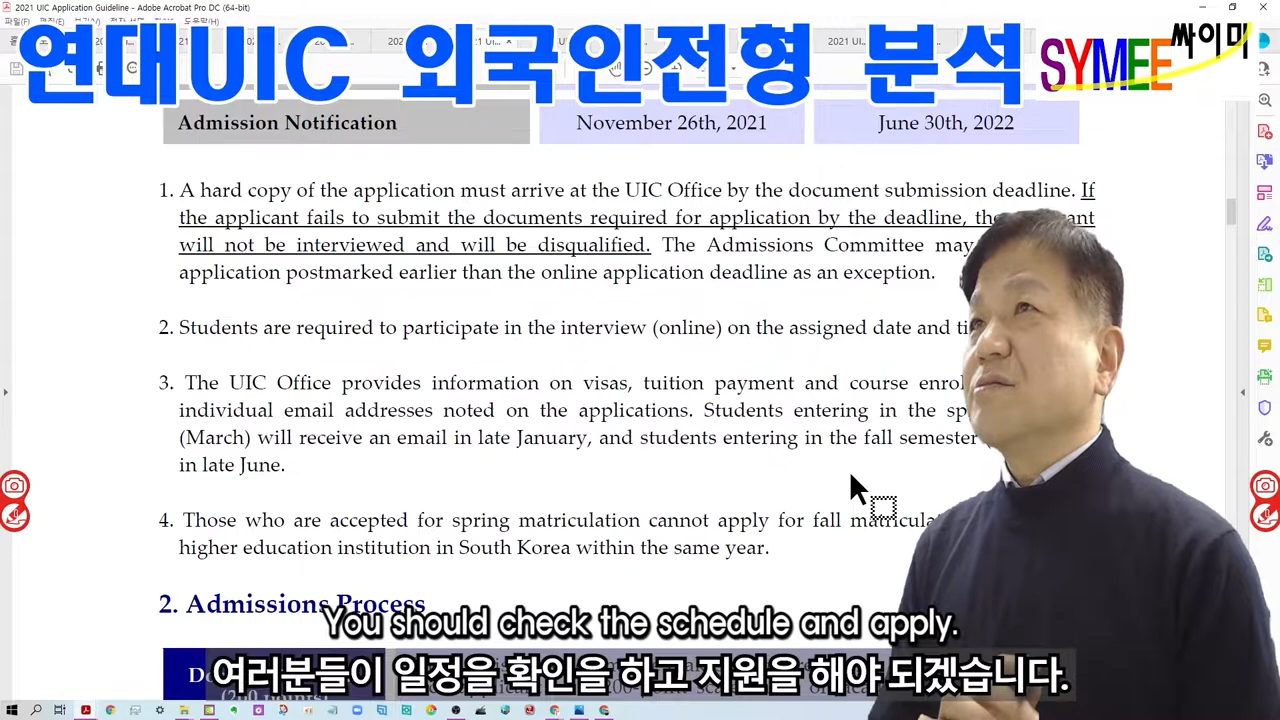 2021 UIC Application Guideline - Adobe Acrobat Pro DC (64-bit)
연대UIC 외국인전형 분석
SYMEE 싸이미
Admission Notification November 26th, 2021 June 30th, 2022
1. A hard copy of the application must arrive at the UIC Office by the document submission deadline. If
the applicant fails to submit the documents required for application by the deadline, the
will not be interviewed and will be disqualified. The Admissions Committee may
application postmarked earlier than the online application deadline as an exception.
2. Students are required to participate in the interview (online) on the assigned date and
3. The UIC Office provides information on visas, tuition payment and course
individual email addresses noted on the applications. Students entering in the
(March) will receive an email in late January, and students entering in the fall semester
in late June.
4. Those who are accepted for spring matriculation cannot apply for fall
higher education institution in South Korea within the same year.
2. Admissions Process
You should check the schedule and apply.
여러분들이 일정을 확인을 하고 지원을 해야 되겠습니다.